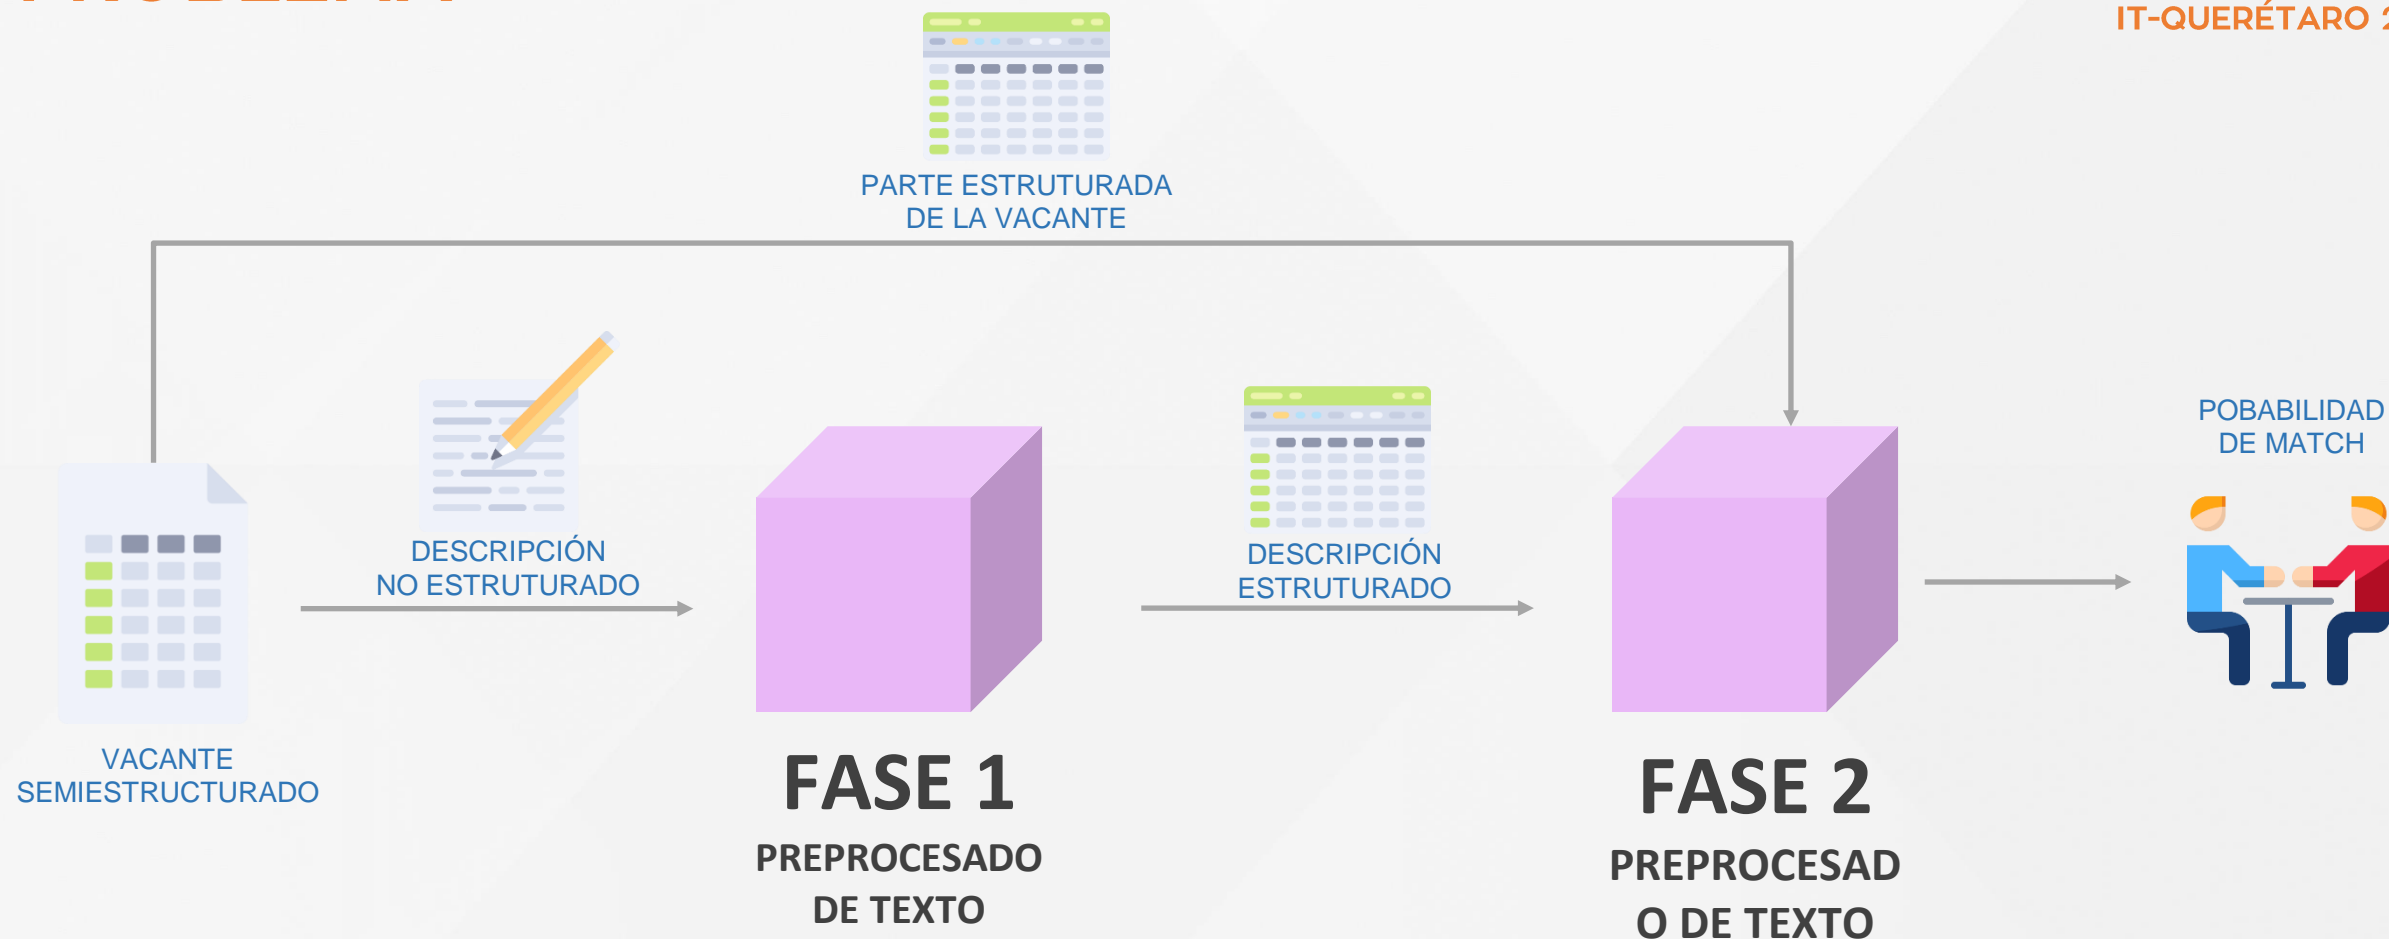 PROBLEMA
IT-QUERÉTARO
PARTE ESTRUTURADA
DE LA VACANTE
DESCRIPCIÓN
NO ESTRUTURADO
DESCRIPCIÓN
ESTRUTURADO
POBABILIDAD
DE MATCH
VACANTE
SEMIESTRUCTURADO
FASE 1
PREPROCESADO
DE TEXTO
FASE 2
PREPROCESAD
O DE TEXTO